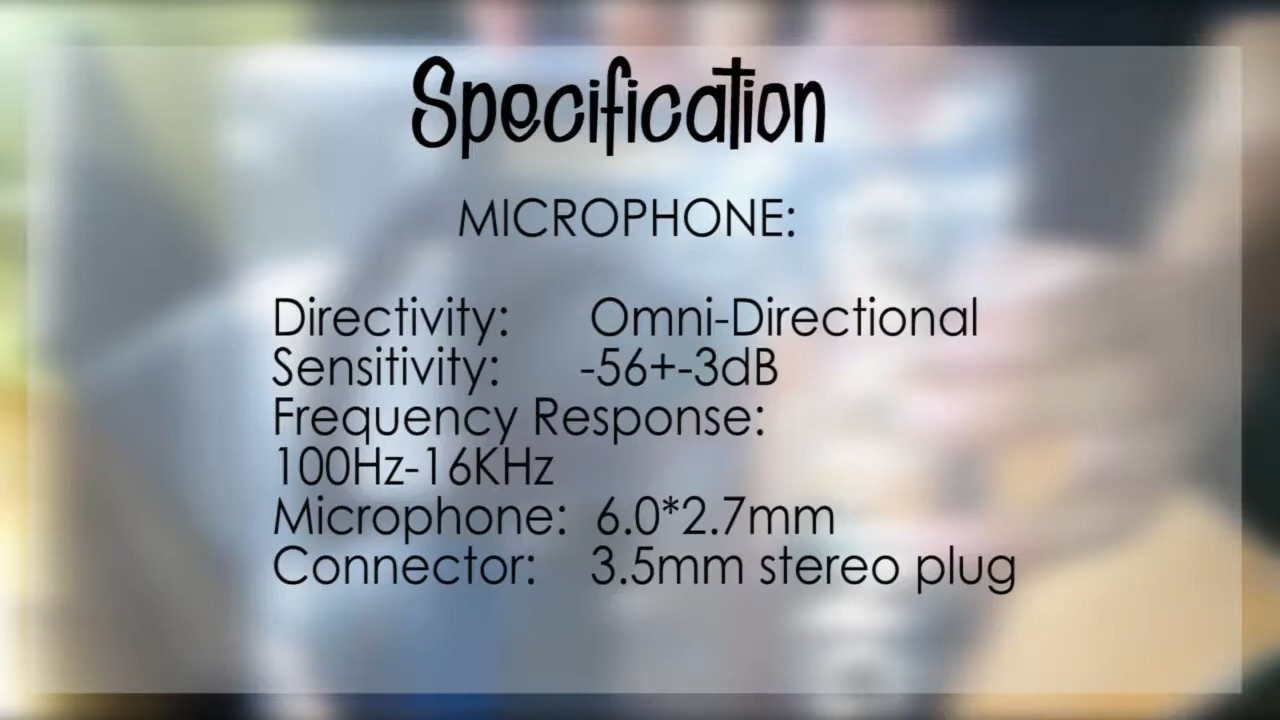 Specification
MICROPHONE:
Directivity: Omni-Directional
Sensitivity: -56+-3dB
Frequency Response:
100Hz-16KHz
Microphone: 6.0*2.7mm
Connector: 3.5mm stereo plug